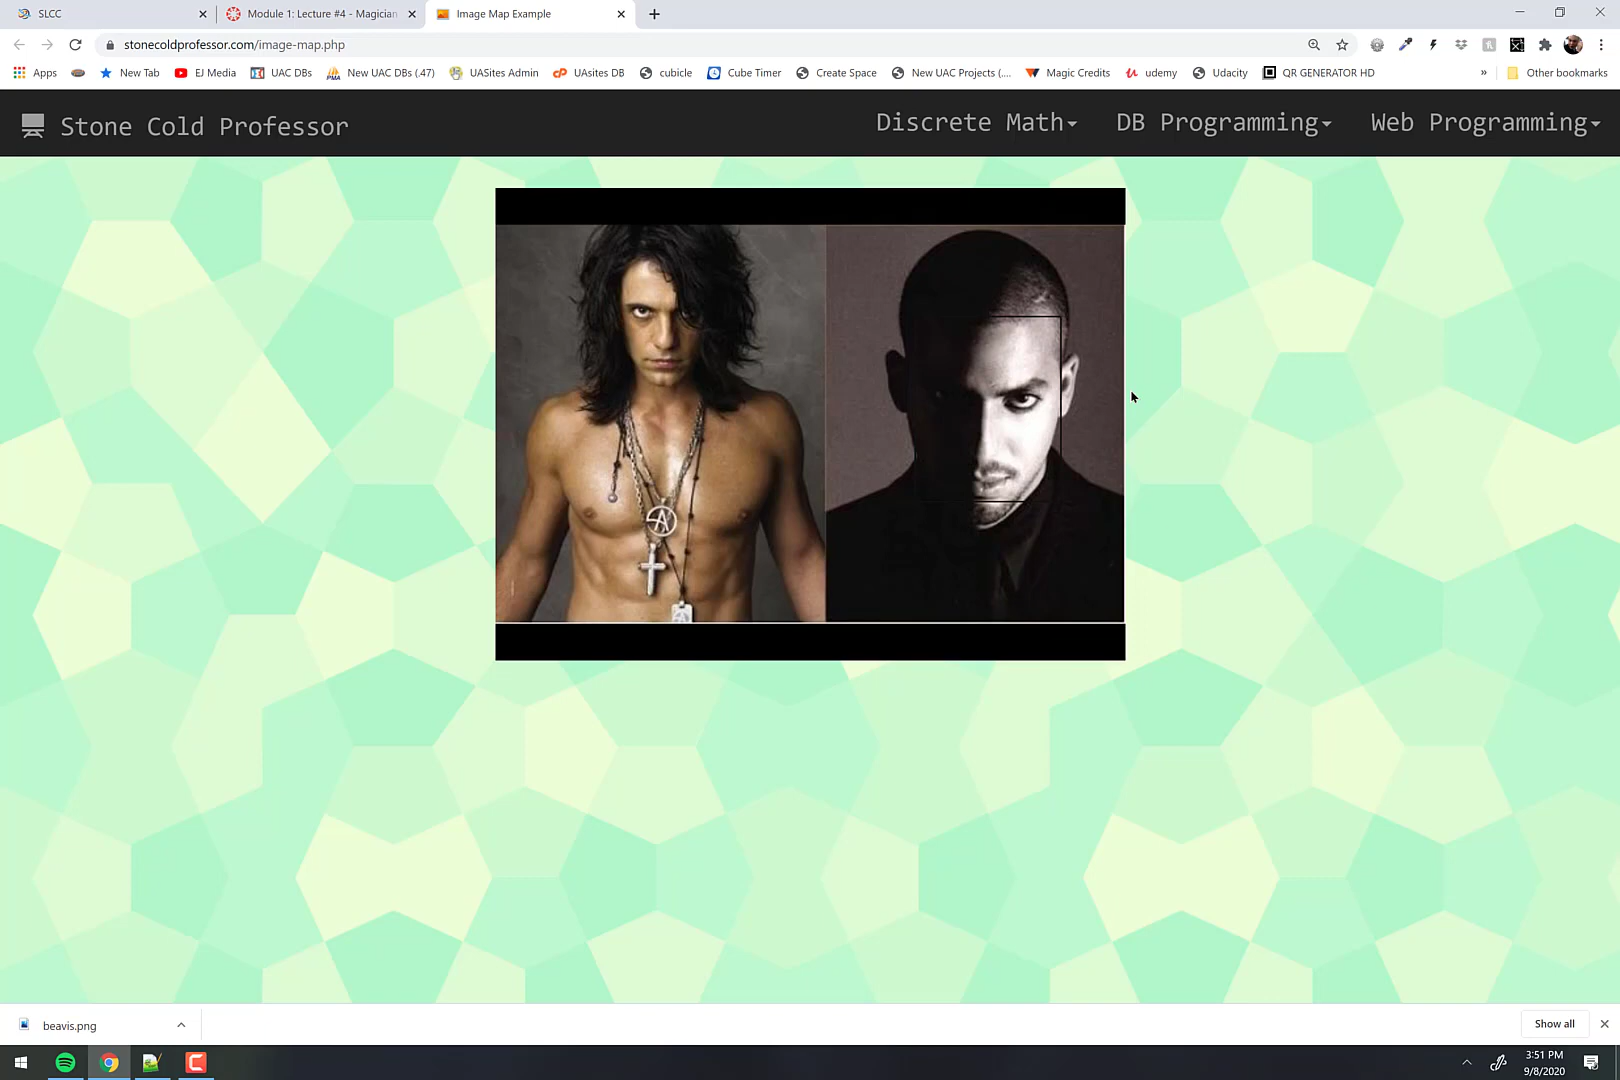 SLCC
Module 1: Lecture #4 - Magician
Image Map Example
stonecoldprofessor.com/image-map.php
Apps
New Tab
EJ Media
UAC DBs
New UAC DBs (.47)
UASites Admin
UAsites DB
cubicle
Cube Timer
Create Space
New UAC Projects (....
Magic Credits
udemy
Udacity
QR GENERATOR HD
»
Other bookmarks
Stone Cold Professor
Discrete Math
DB Programming
Web Programming
beavis.png
Show all
3:51 PM
9/8/2020